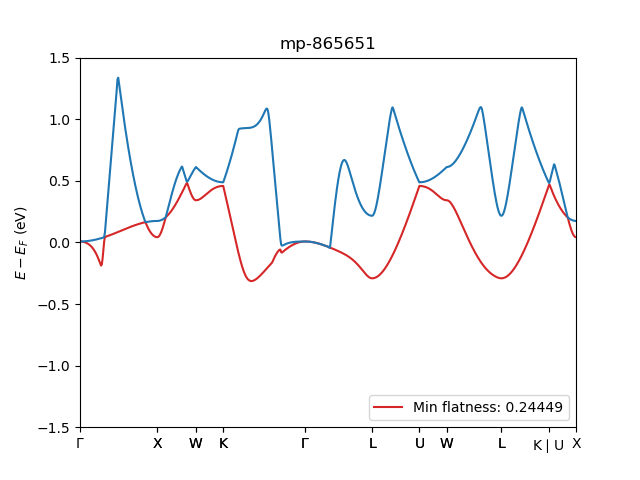 mp-865651
E − E_F (eV)
1.5
1.0
0.5
0.0
−0.5
−1.0
−1.5
Min flatness: 0.24449
Γ X W K Γ L U W L K | U X